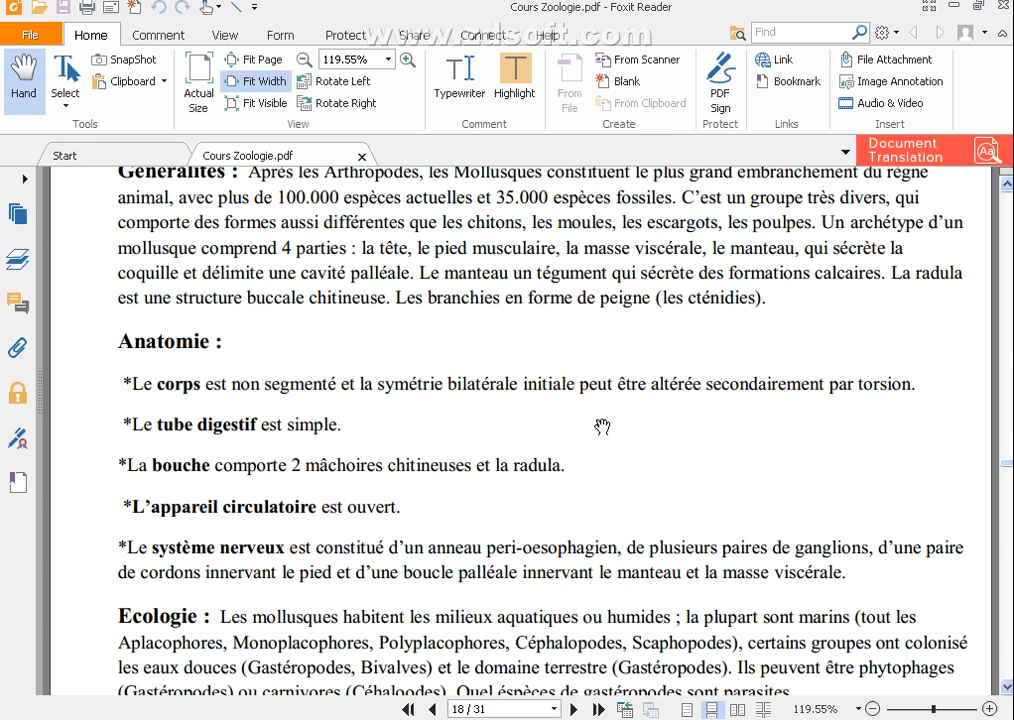 Cours Zoologie.pdf - Foxit Reader
File Home Comment View Form Protect Share Connect Help Find
www.rdlsoft.com
Hand Select SnapShot Clipboard
Actual Size Fit Page Fit Width Fit Visible 119.55% Rotate Left Rotate Right
Typewriter Highlight
From File From Scanner Blank From Clipboard
PDF Sign
Link Bookmark
File Attachment Image Annotation Audio & Video
Tools View Comment Create Protect Links Insert
Start Cours Zoologie.pdf
Document Translation
Généralités : Après les Arthropodes, les Mollusques constituent le plus grand embranchement du règne
animal, avec plus de 100.000 espèces actuelles et 35.000 espèces fossiles. C’est un groupe très divers, qui
comporte des formes aussi différentes que les chitons, les moules, les escargots, les poulpes. Un archétype d’un
mollusque comprend 4 parties : la tête, le pied musculaire, la masse viscérale, le manteau, qui sécrète la
coquille et délimite une cavité palléale. Le manteau un tégument qui sécrète des formations calcaires. La radula
est une structure buccale chitineuse. Les branchies en forme de peigne (les cténidies).
Anatomie :
*Le corps est non segmenté et la symétrie bilatérale initiale peut être altérée secondairement par torsion.
*Le tube digestif est simple.
*La bouche comporte 2 mâchoires chitineuses et la radula.
*L’appareil circulatoire est ouvert.
*Le système nerveux est constitué d’un anneau peri-oesophagien, de plusieurs paires de ganglions, d’une paire
de cordons innervant le pied et d’une boucle palléale innervant le manteau et la masse viscérale.
Ecologie : Les mollusques habitent les milieux aquatiques ou humides ; la plupart sont marins (tout les
Aplacophores, Monoplacophores, Polyplacophores, Céphalopodes, Scaphopodes), certains groupes ont colonisé
les eaux douces (Gastéropodes, Bivalves) et le domaine terrestre (Gastéropodes). Ils peuvent être phytophages
(Gastéropodes) ou carnivores (Céhaloodes). Quel éspèces de gastéropodes sont parasites.
18 / 31 119.55%